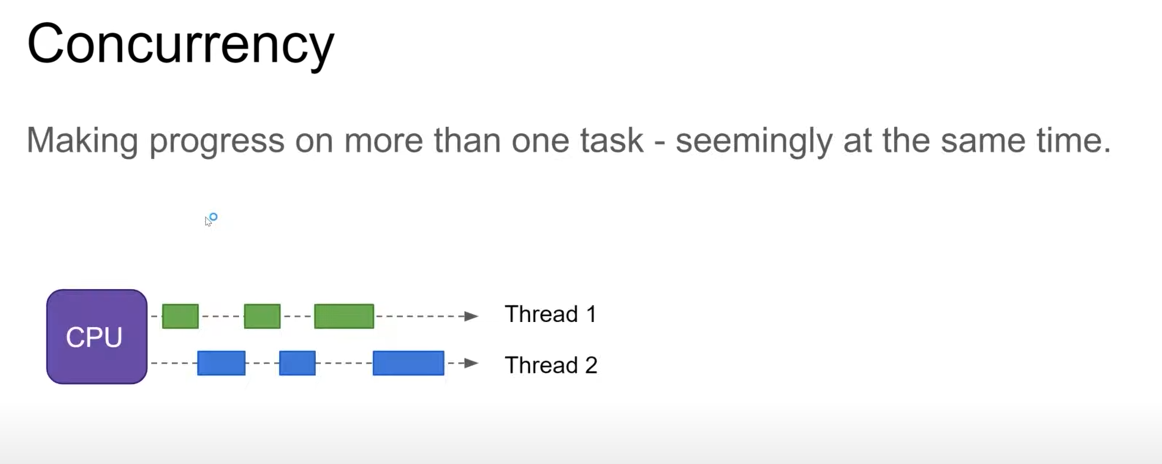 Concurrency
Making progress on more than one task - seemingly at the same time.
CPU
Thread 1
Thread 2